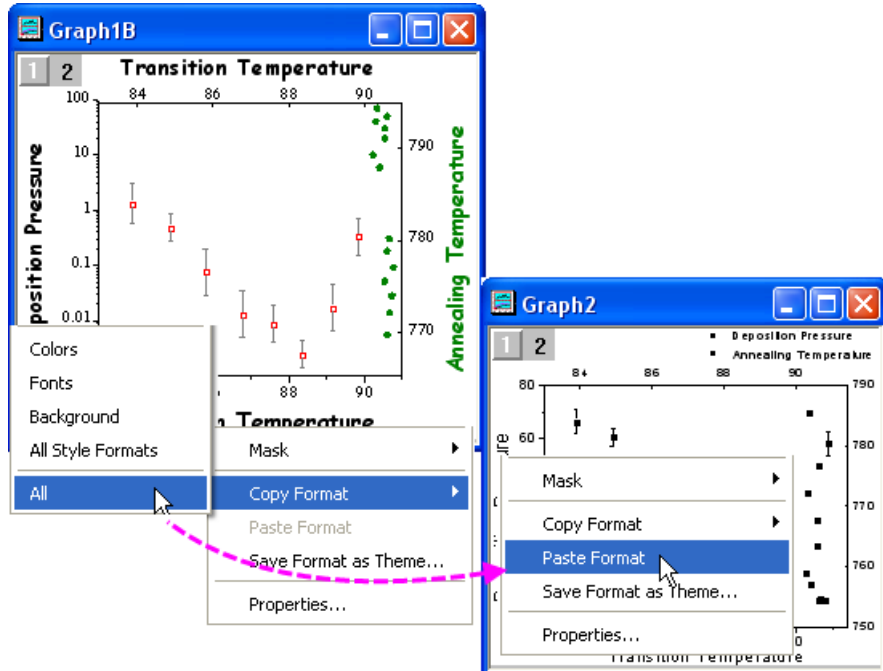 Graph1B
1 2
Transition Temperature
84 86 88 90
100
10
1
0.1
0.01
position Pressure
790
780
770
Annealing Temperature
88 90
n Temperature
Colors
Fonts
Background
All Style Formats
All
Mask
Copy Format
Paste Format
Save Format as Theme...
Properties...
Graph2
1 2
Deposition Pressure
Annealing Temperature
84 86 88 90
80
60
ure
790
780
770
760
750
Mask
Copy Format
Paste Format
Save Format as Theme...
Properties...
0
Transition Temperature